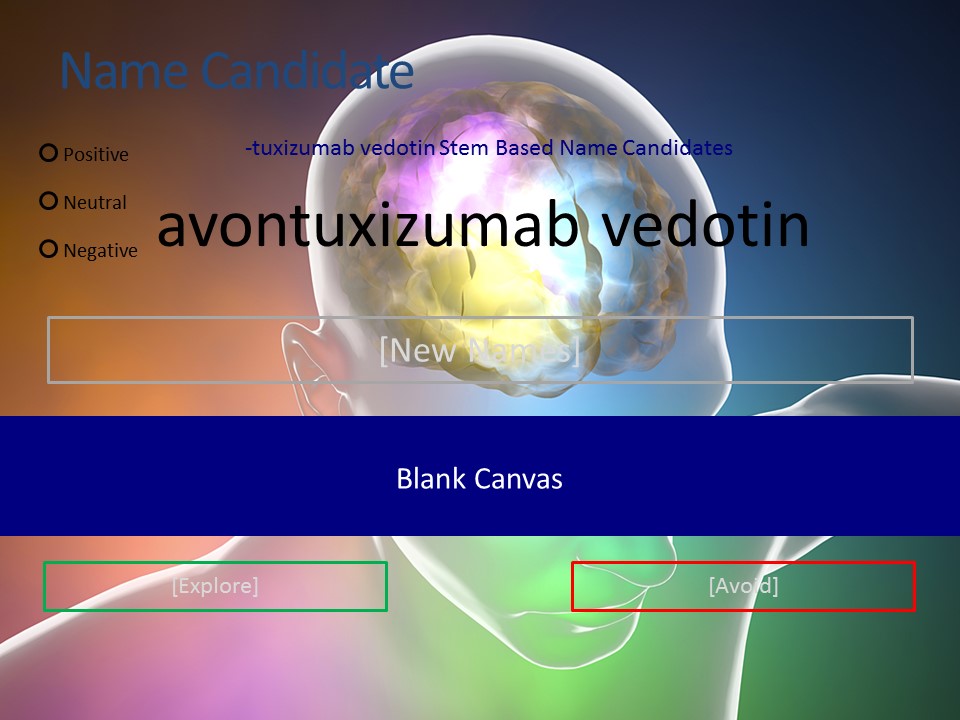 Name Candidate
-tuxizumab vedotin Stem Based Name Candidates
Positive
Neutral
Negative
avontuxizumab vedotin
[New Names]
Blank Canvas
[Explore]
[Avoid]